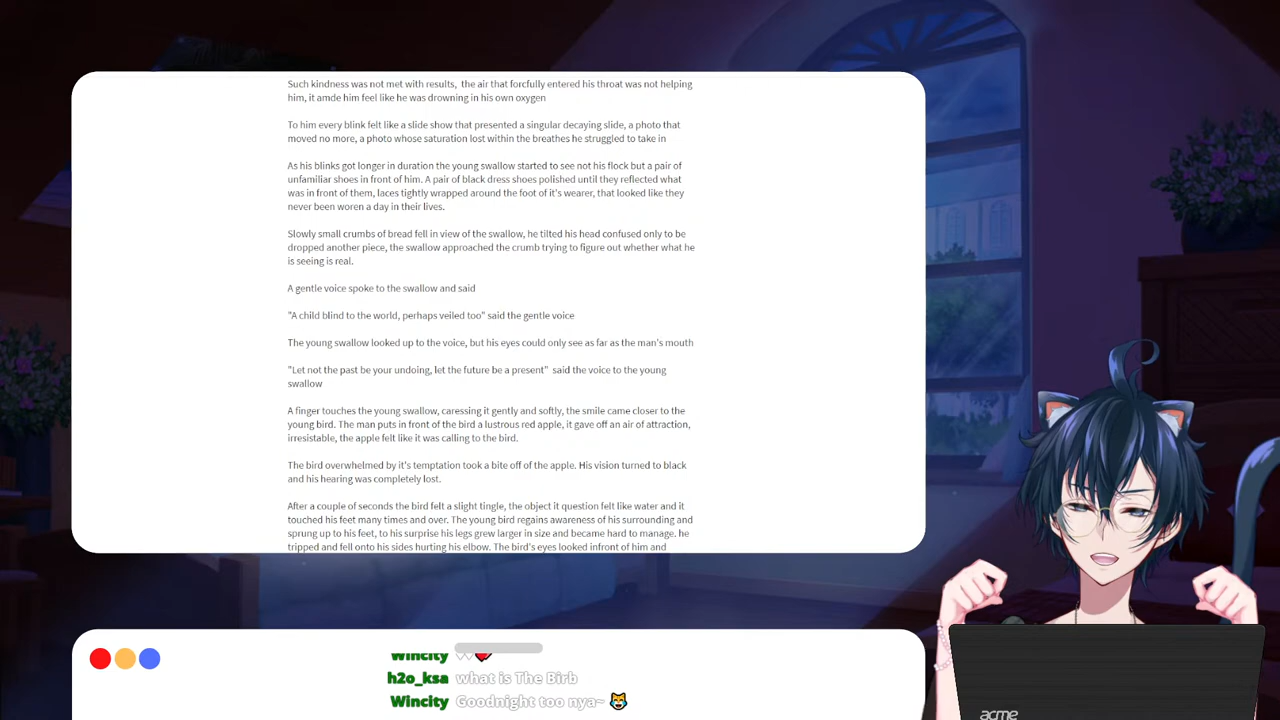 Such kindness was not met with results,  the air that forcfully entered his throat was not helping
him, it amde him feel like he was drowning in his own oxygen
To him every blink felt like a slide show that presented a singular decaying slide, a photo that
moved no more, a photo whose saturation lost within the breathes he struggled to take in
As his blinks got longer in duration the young swallow started to see not his flock but a pair of
unfamiliar shoes in front of him. A pair of black dress shoes polished until they reflected what
was in front of them, laces tightly wrapped around the foot of it's wearer, that looked like they
never been woren a day in their lives.
Slowly small crumbs of bread fell in view of the swallow, he tilted his head confused only to be
dropped another piece, the swallow approached the crumb trying to figure out whether what he
is seeing is real.
A gentle voice spoke to the swallow and said
"A child blind to the world, perhaps veiled too" said the gentle voice
The young swallow looked up to the voice, but his eyes could only see as far as the man's mouth
"Let not the past be your undoing, let the future be a present"  said the voice to the young
swallow
A finger touches the young swallow, caressing it gently and softly, the smile came closer to the
young bird. The man puts in front of the bird a lustrous red apple, it gave off an air of attraction,
irresistable, the apple felt like it was calling to the bird.
The bird overwhelmed by it's temptation took a bite off of the apple. His vision turned to black
and his hearing was completely lost.
After a couple of seconds the bird felt a slight tingle, the object it question felt like water and it
touched his feet many times and over. The young bird regains awareness of his surrounding and
sprung up to his feet, to his surprise his legs grew larger in size and became hard to manage. he
tripped and fell onto his sides hurting his elbow. The bird's eyes looked infront of him and
Wincity
h2o_ksa what is The Birb
Wincity Goodnight too nya~
acme